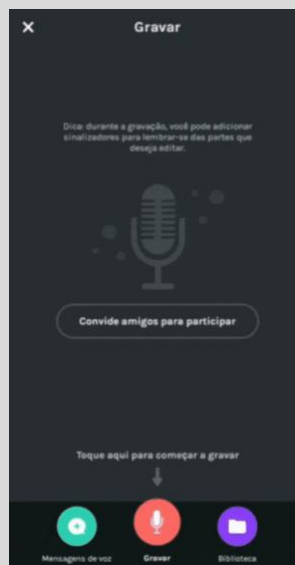 Gravar
Dica: durante a gravação, você pode adicionar
sinalizadores para lembrar-se das partes que
deseja editar.
Convide amigos para participar
Toque aqui para começar a gravar
Mensagens de voz
Gravar
Biblioteca